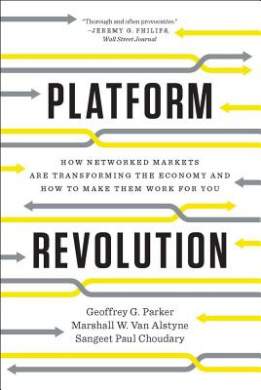 "Thorough and often provocative."
—JEREMY G. PHILIPS,
Wall Street Journal
PLATFORM
HOW NETWORKED MARKETS
ARE TRANSFORMING THE ECONOMY AND
HOW TO MAKE THEM WORK FOR YOU
REVOLUTION
Geoffrey G. Parker
Marshall W. Van Alstyne
Sangeet Paul Choudary